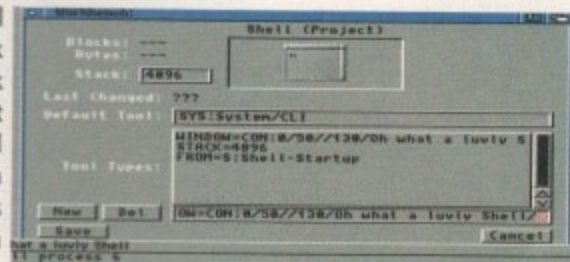 Workbench
Shell (Project)
Blocks: ---
Bytes: ---
Stack: 4096
Last Changed: ???
Default Tool: SYS:System/CLI
Tool Types:
WINDOW=CON:0/50//130/Oh what a luvly S
STACK=4096
FROM=S:Shell-Startup
New Del OW=CON:0/50//130/Oh what a luvly Shell/
Save Cancel
hat a luvly Shell
ll process 6